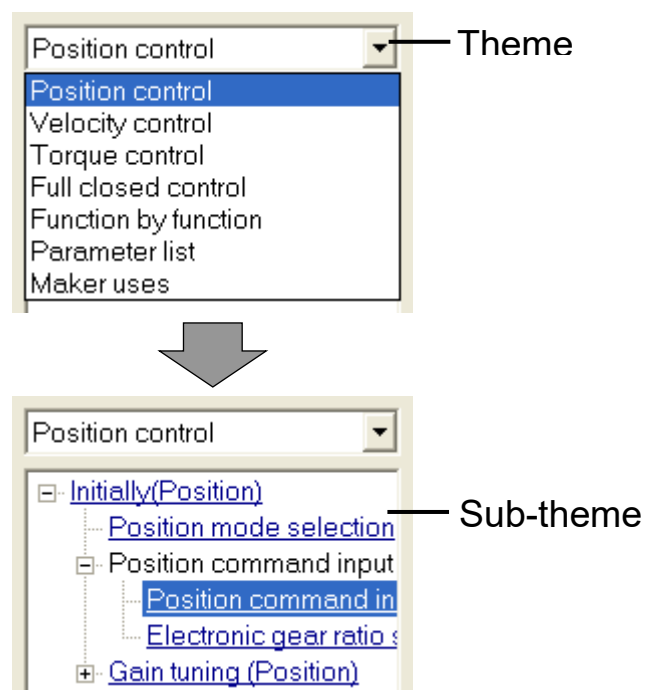 Position control
Theme
Position control
Velocity control
Torque control
Full closed control
Function by function
Parameter list
Maker uses
Position control
Initially(Position)
Sub-theme
Position mode selection
Position command input
Position command in
Electronic gear ratio s
Gain tuning (Position)